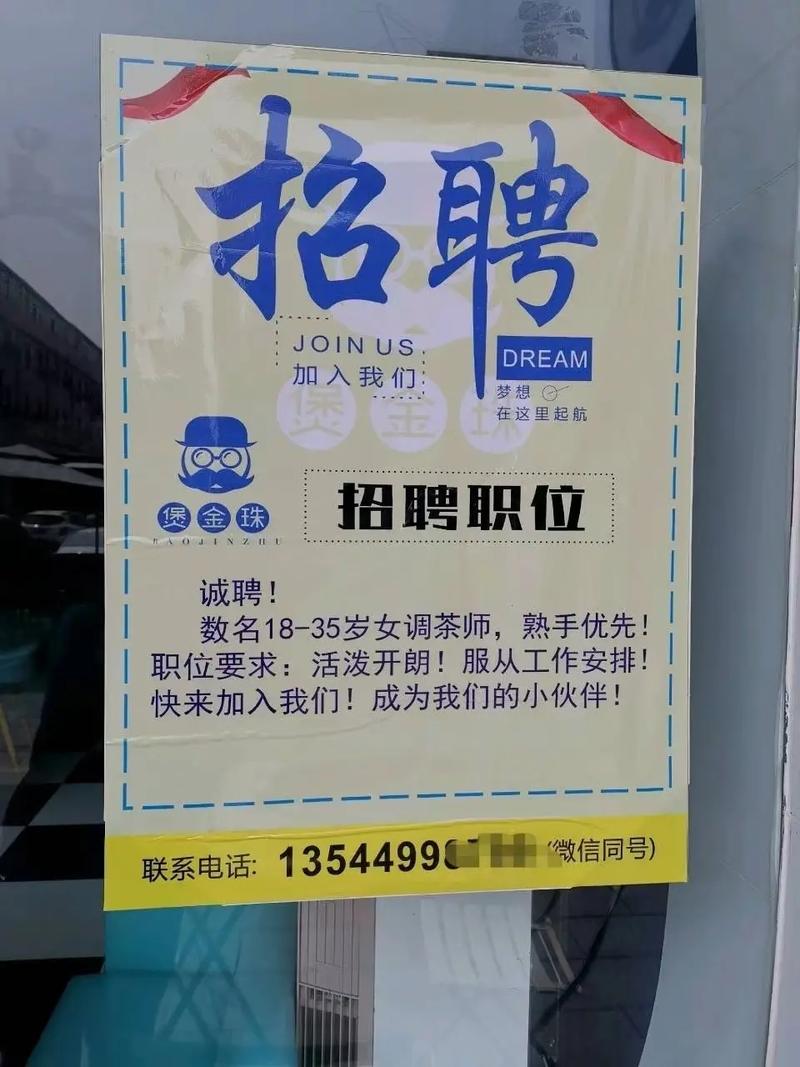 招聘
JOIN US
加入我们
DREAM
梦想
在这里起航
煲金珠
煲金珠
BAOJINZHU
招聘职位
诚聘！
数名18-35岁女调茶师，熟手优先！
职位要求：活泼开朗！服从工作安排！
快来加入我们！成为我们的小伙伴！
联系电话：13544499 (微信同号)